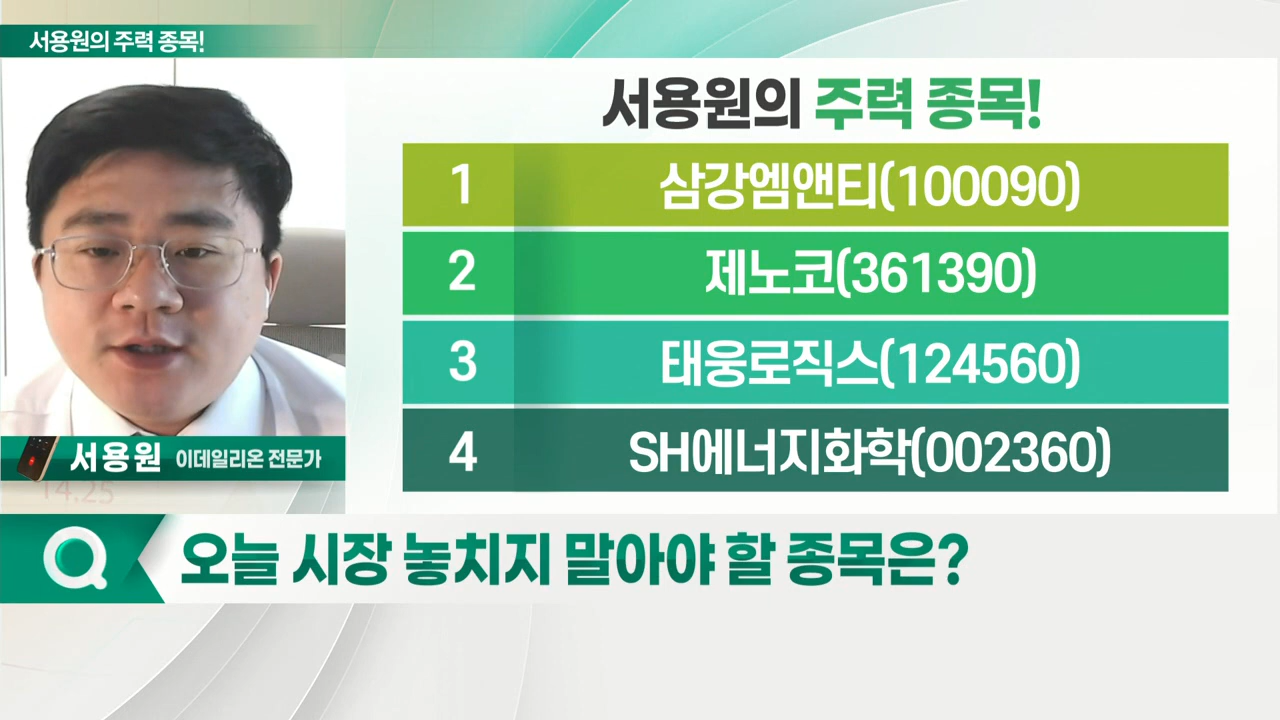 서용원의 주력 종목!
서용원의 주력 종목!
1 삼강엠앤티(100090)
2 제노코(361390)
3 태웅로직스(124560)
4 SH에너지화학(002360)
서용원 이데일리온 전문가
14.25
Q 오늘 시장 놓치지 말아야 할 종목은?